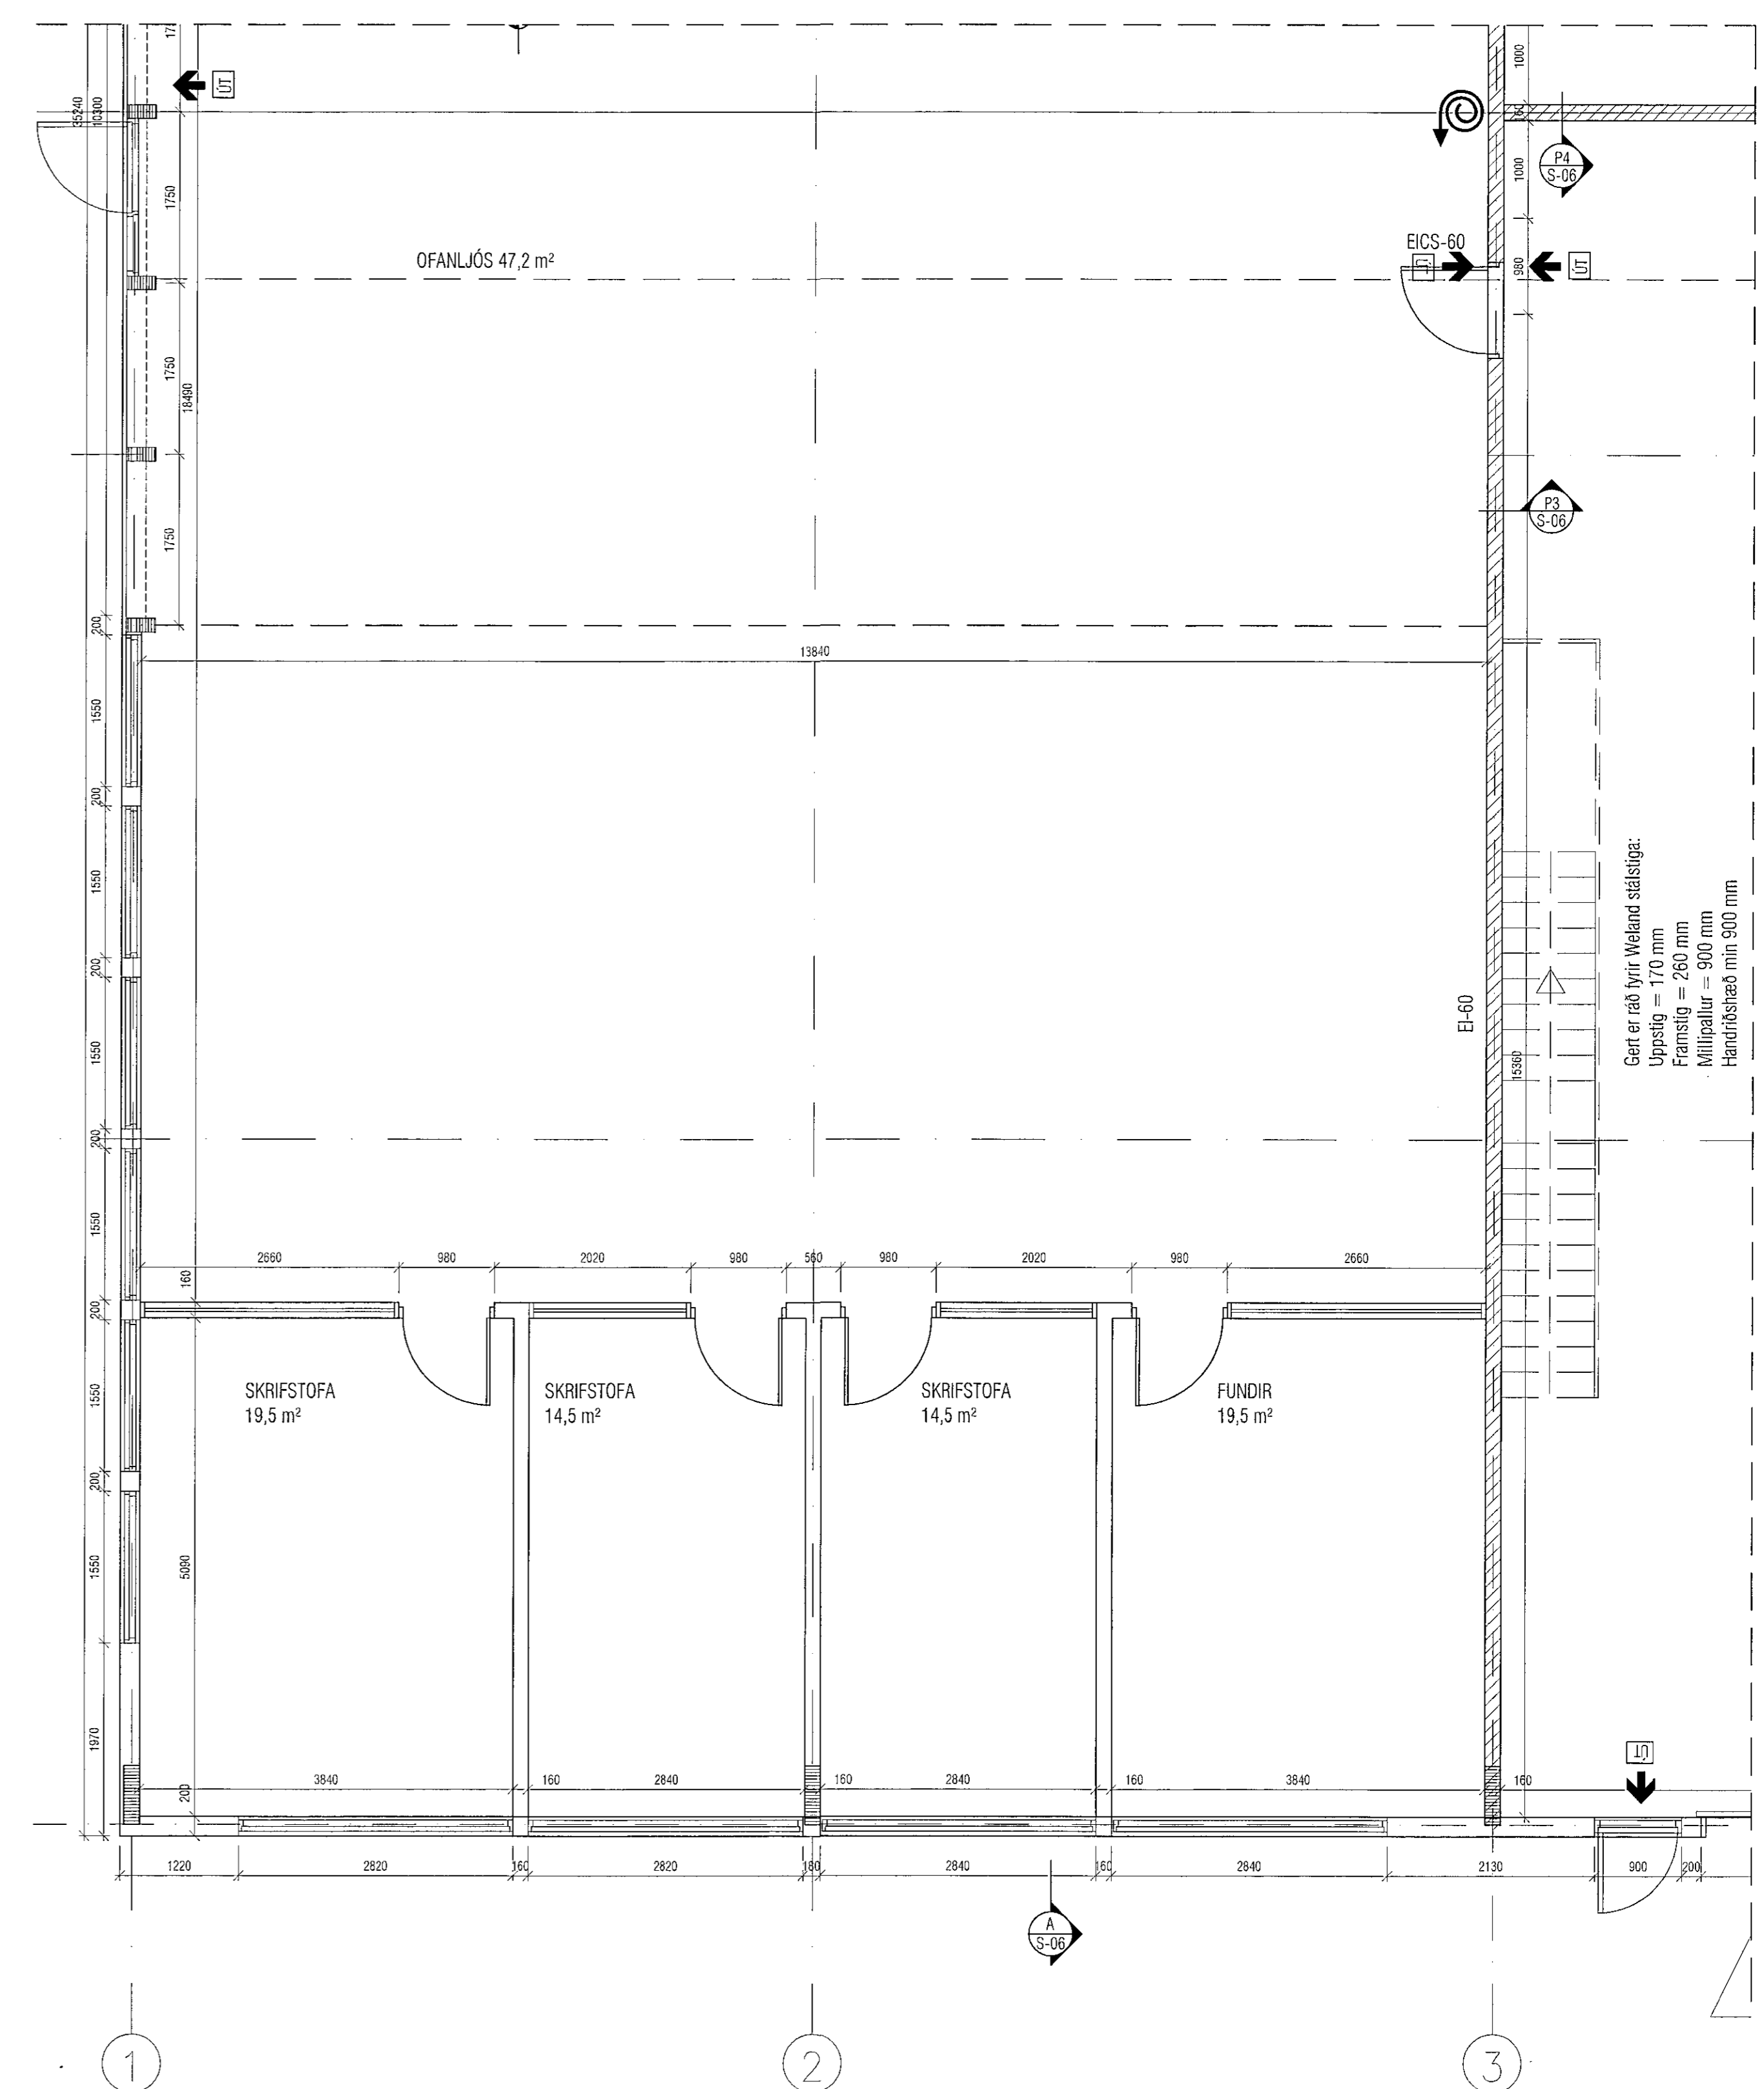 17
ÚT
35240
10300
1000
160
1000
P4
S-06
1750
OFANLJÓS 47,2 m²
EICS-60
ÚT
980
ÚT
1750
18490
P3
S-06
1750
200
13840
1550
200
1550
200
1550
200
1550
200
1550
200
1550
1970
EI-60
15360
Gert er ráð fyrir Weland stálstiga:
Uppstig = 170 mm
Framstig = 260 mm
Millipallur = 900 mm
Handriðshæð min 900 mm
2660 980 2020 980 560 980 2020 980 2660
160
SKRIFSTOFA
19,5 m²
SKRIFSTOFA
14,5 m²
SKRIFSTOFA
14,5 m²
FUNDIR
19,5 m²
5090
200
ÚT
3840 160 2840 160 2840 160 3840 160
1220 2820 160 2820 180 2840 160 2840 2130 900 200
A
S-06
1 2 3